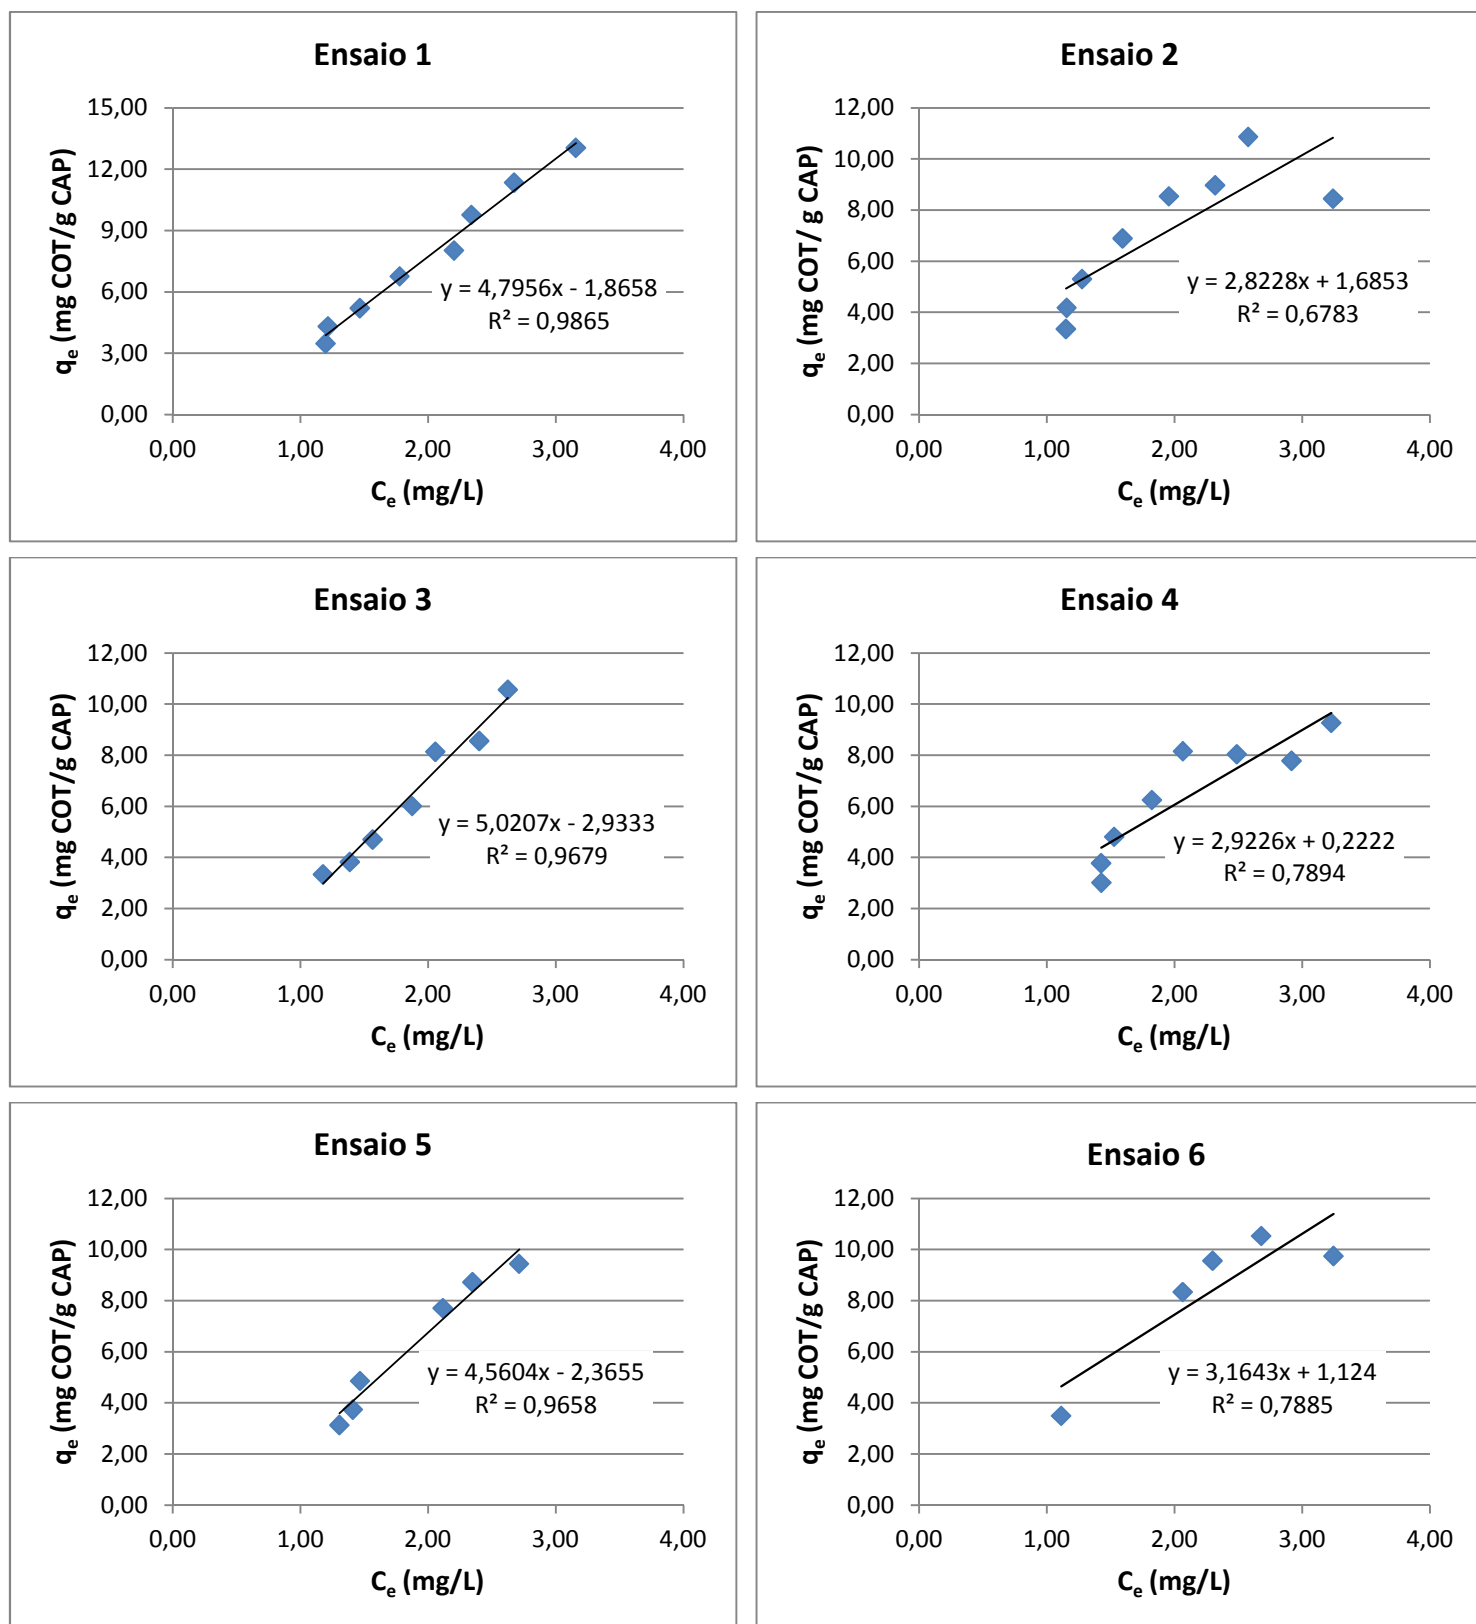 Ensaio 1
15,00
12,00
9,00
6,00
3,00
0,00
qe (mg COT/g CAP)
y = 4,7956x - 1,8658
R² = 0,9865
0,00 1,00 2,00 3,00 4,00
Ce (mg/L)
Ensaio 2
12,00
10,00
8,00
6,00
4,00
2,00
0,00
qe (mg COT/ g CAP)
y = 2,8228x + 1,6853
R² = 0,6783
0,00 1,00 2,00 3,00 4,00
Ce (mg/L)
Ensaio 3
12,00
10,00
8,00
6,00
4,00
2,00
0,00
qe (mg COT/g CAP)
y = 5,0207x - 2,9333
R² = 0,9679
0,00 1,00 2,00 3,00 4,00
Ce (mg/L)
Ensaio 4
12,00
10,00
8,00
6,00
4,00
2,00
0,00
qe (mg COT/g CAP)
y = 2,9226x + 0,2222
R² = 0,7894
0,00 1,00 2,00 3,00 4,00
Ce (mg/L)
Ensaio 5
12,00
10,00
8,00
6,00
4,00
2,00
0,00
qe (mg COT/g CAP)
y = 4,5604x - 2,3655
R² = 0,9658
0,00 1,00 2,00 3,00 4,00
Ce (mg/L)
Ensaio 6
12,00
10,00
8,00
6,00
4,00
2,00
0,00
qe (mg COT/g CAP)
y = 3,1643x + 1,124
R² = 0,7885
0,00 1,00 2,00 3,00 4,00
Ce (mg/L)